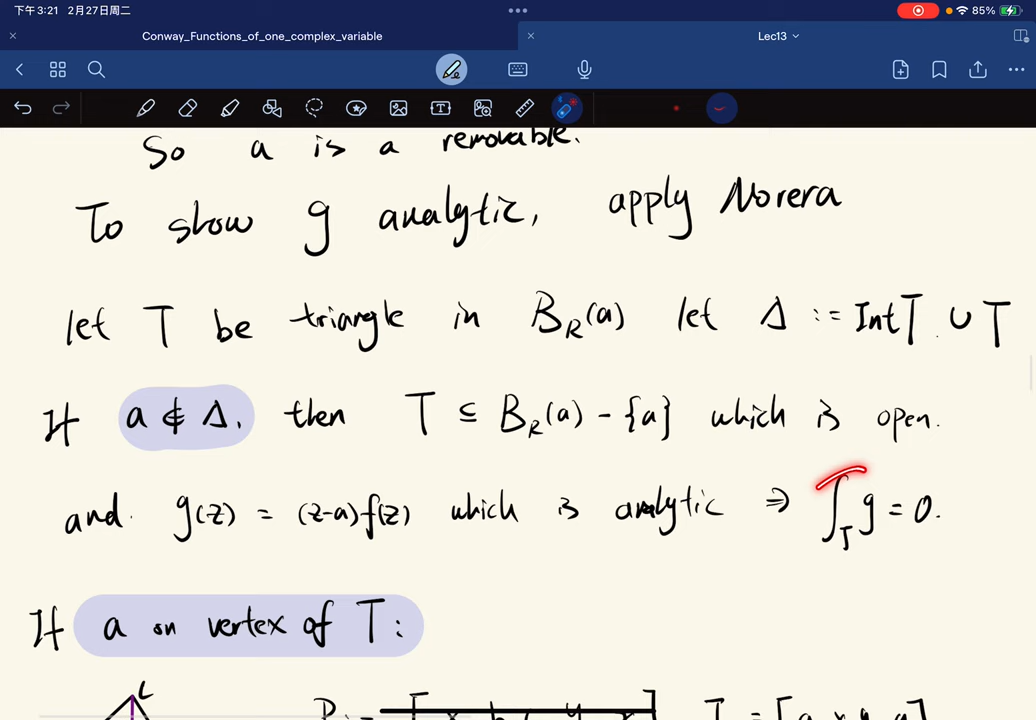 下午 3:21 2月27日周二
85%
Conway_Functions_of_one_complex_variable
Lec13
So a is a removable.
To show g analytic, apply Morera
let T be triangle in B_R(a) let Δ := Int T ∪ T
If a ∉ Δ, then T ⊆ B_R(a) - {a} which is open.
and g(z) = (z-a)f(z) which is analytic ⇒ ∫_T g = 0.
If a on vertex of T: